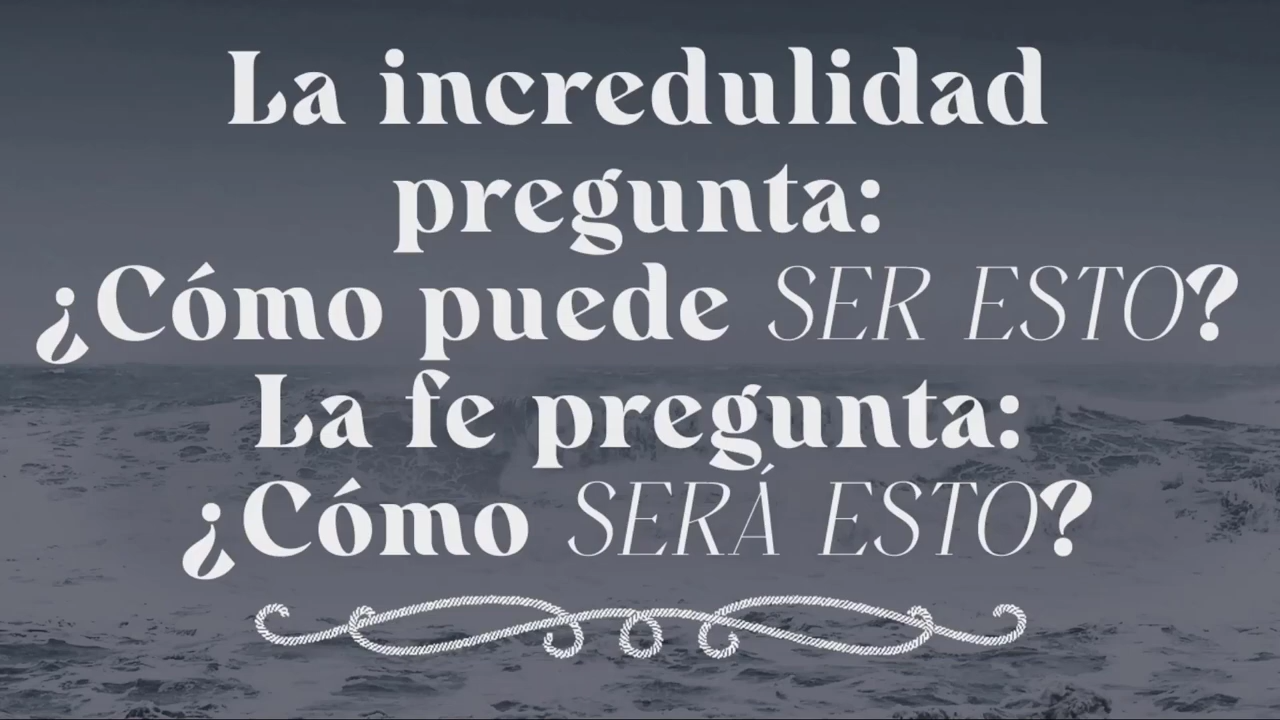 La incredulidad
pregunta:
¿Cómo puede SER ESTO?
La fe pregunta:
¿Cómo SERÁ ESTO?